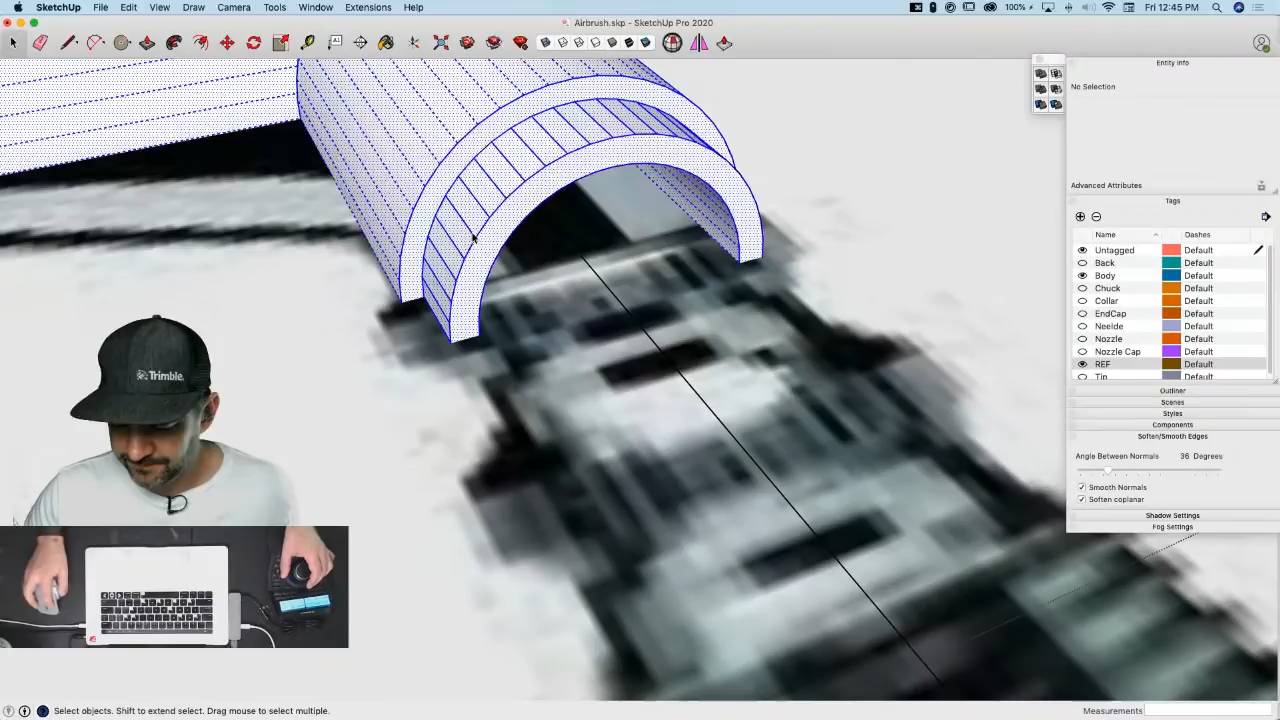 SketchUp File Edit View Draw Camera Tools Window Extensions Help 100% Fri 12:45 PM
Airbrush.skp - SketchUp Pro 2020
A1
Entity Info
No Selection
Advanced Attributes
Tags
Name Dashes
Untagged Default
Back Default
Body Default
Chuck Default
Collar Default
EndCap Default
Neelde Default
Nozzle Default
Nozzle Cap Default
REF Default
Tip Default
Outliner
Scenes
Styles
Components
Soften/Smooth Edges
Angle Between Normals 36 Degrees
Smooth Normals
Soften coplanar
Shadow Settings
Fog Settings
Trimble
Select objects. Shift to extend select. Drag mouse to select multiple. Measurements